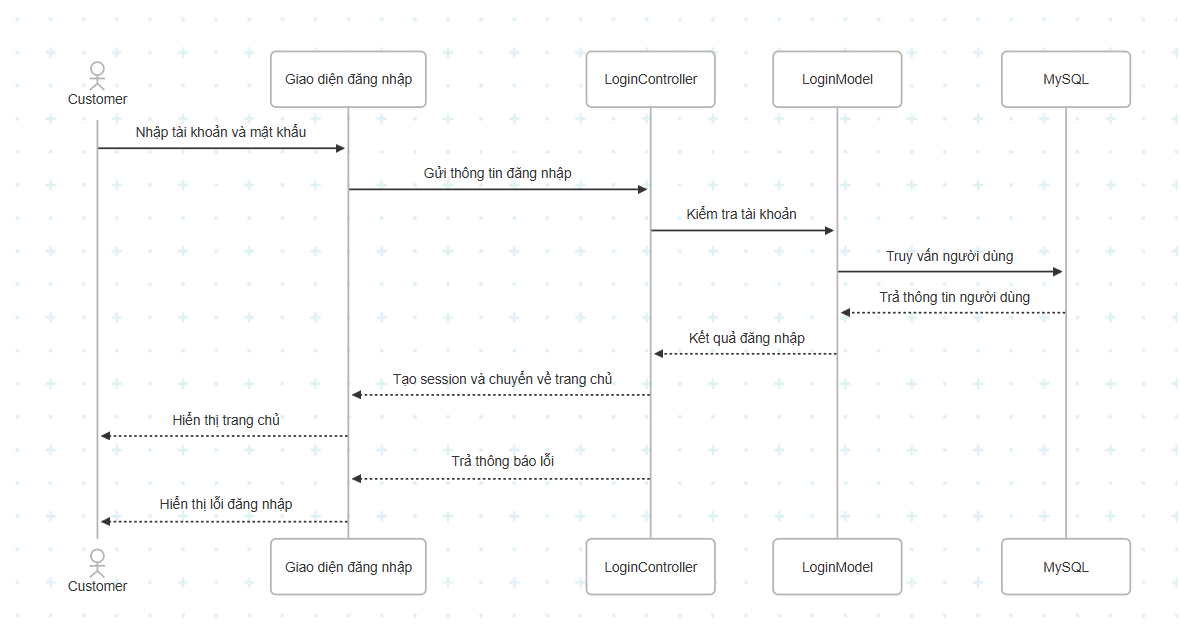 Customer
Giao diện đăng nhập
LoginController
LoginModel
MySQL
Nhập tài khoản và mật khẩu
Gửi thông tin đăng nhập
Kiểm tra tài khoản
Truy vấn người dùng
Trả thông tin người dùng
Kết quả đăng nhập
Tạo session và chuyển về trang chủ
Hiển thị trang chủ
Trả thông báo lỗi
Hiển thị lỗi đăng nhập
Customer
Giao diện đăng nhập
LoginController
LoginModel
MySQL